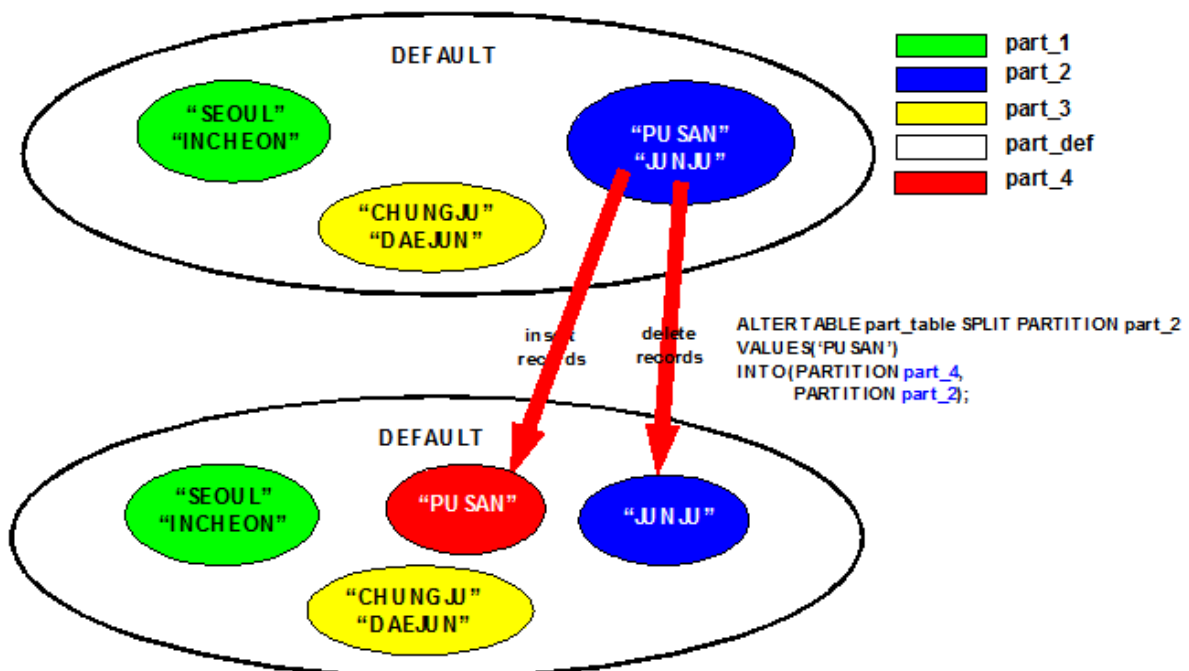 DEFAULT
"SEOUL"
"INCHEON"
"PUSAN"
"JUNJU"
"CHUNGJU"
"DAEJUN"
part_1
part_2
part_3
part_def
part_4
insert
records
delete
records
ALTER TABLE part_table SPLIT PARTITION part_2
VALUES('PUSAN')
INTO(PARTITION part_4,
PARTITION part_2);
DEFAULT
"SEOUL"
"INCHEON"
"PUSAN"
"JUNJU"
"CHUNGJU"
"DAEJUN"